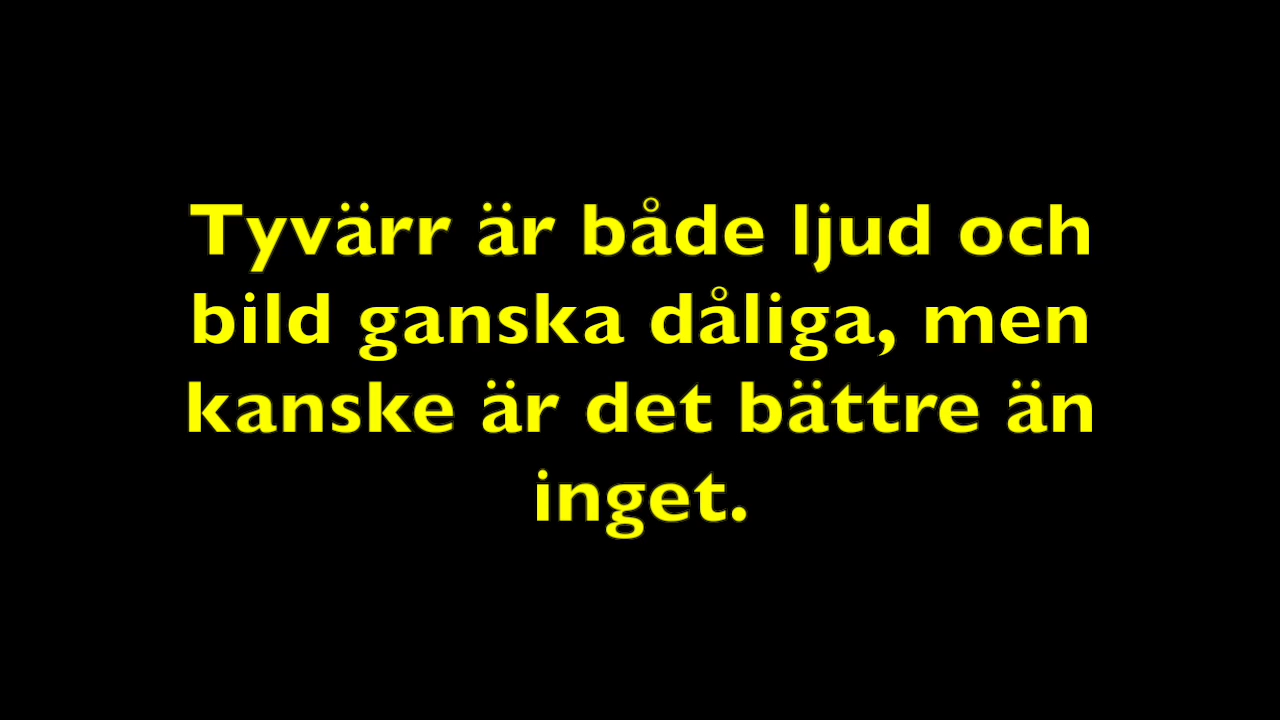 Tyvärr är både ljud och
bild ganska dåliga, men
kanske är det bättre än
inget.